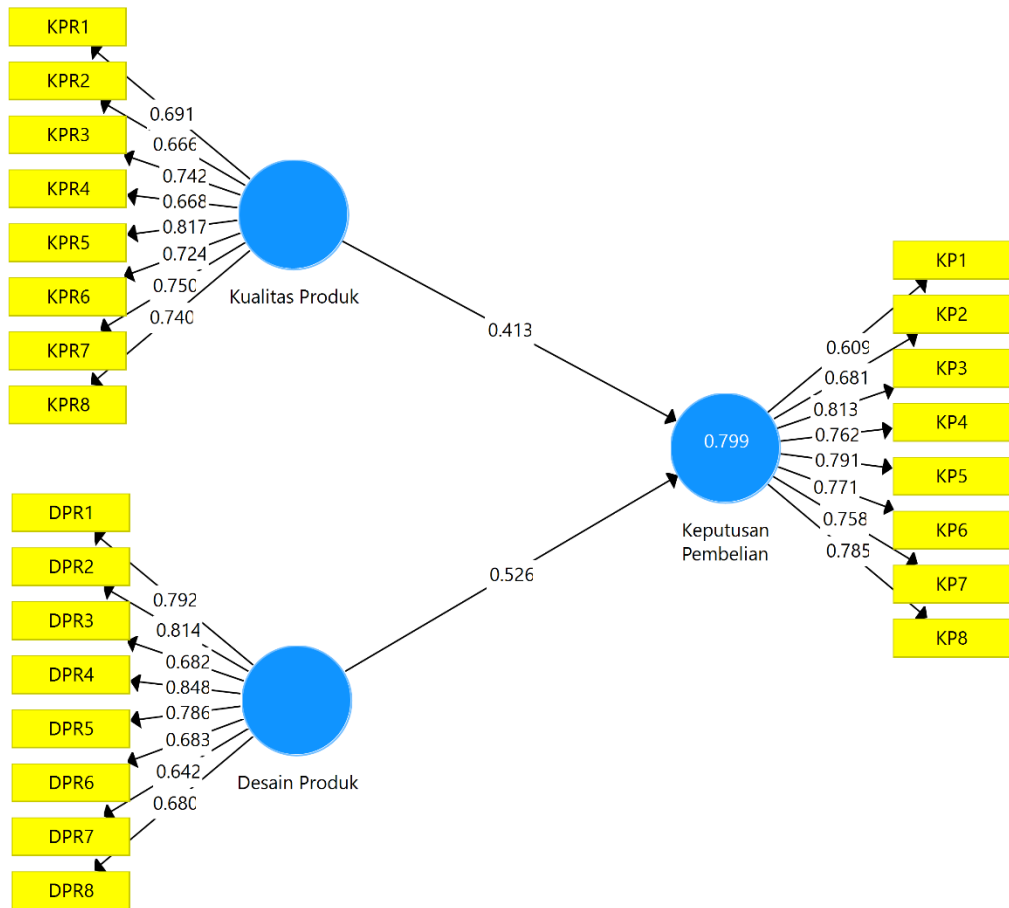 KPR1
KPR2
KPR3
KPR4
KPR5
KPR6
KPR7
KPR8
0.691
0.666
0.742
0.668
0.817
0.724
0.750
0.740
Kualitas Produk
0.413
DPR1
DPR2
DPR3
DPR4
DPR5
DPR6
DPR7
DPR8
0.792
0.814
0.682
0.848
0.786
0.683
0.642
0.680
Desain Produk
0.526
0.799
Keputusan
Pembelian
0.609
0.681
0.813
0.762
0.791
0.771
0.758
0.785
KP1
KP2
KP3
KP4
KP5
KP6
KP7
KP8